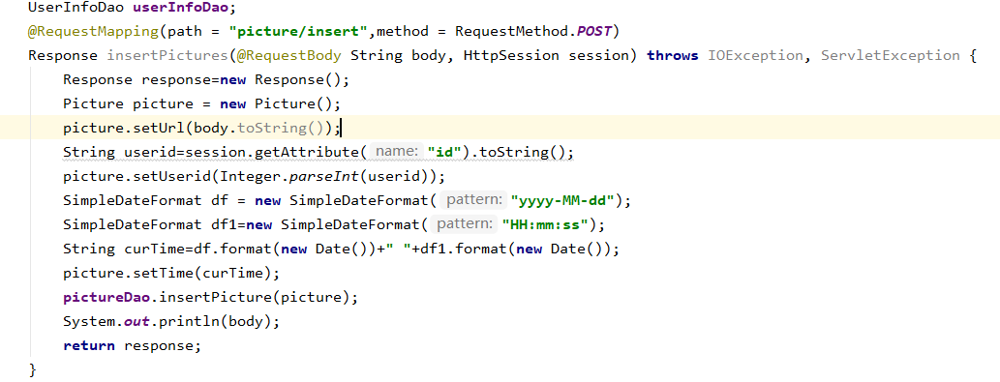 UserInfoDao userInfoDao;
@RequestMapping(path = "picture/insert",method = RequestMethod.POST)
Response insertPictures(@RequestBody String body, HttpSession session) throws IOException, ServletException {
Response response=new Response();
Picture picture = new Picture();
picture.setUrl(body.toString());
String userid=session.getAttribute( name: "id").toString();
picture.setUserid(Integer.parseInt(userid));
SimpleDateFormat df = new SimpleDateFormat( pattern: "yyyy-MM-dd");
SimpleDateFormat df1=new SimpleDateFormat( pattern: "HH:mm:ss");
String curTime=df.format(new Date())+" "+df1.format(new Date());
picture.setTime(curTime);
pictureDao.insertPicture(picture);
System.out.println(body);
return response;
}